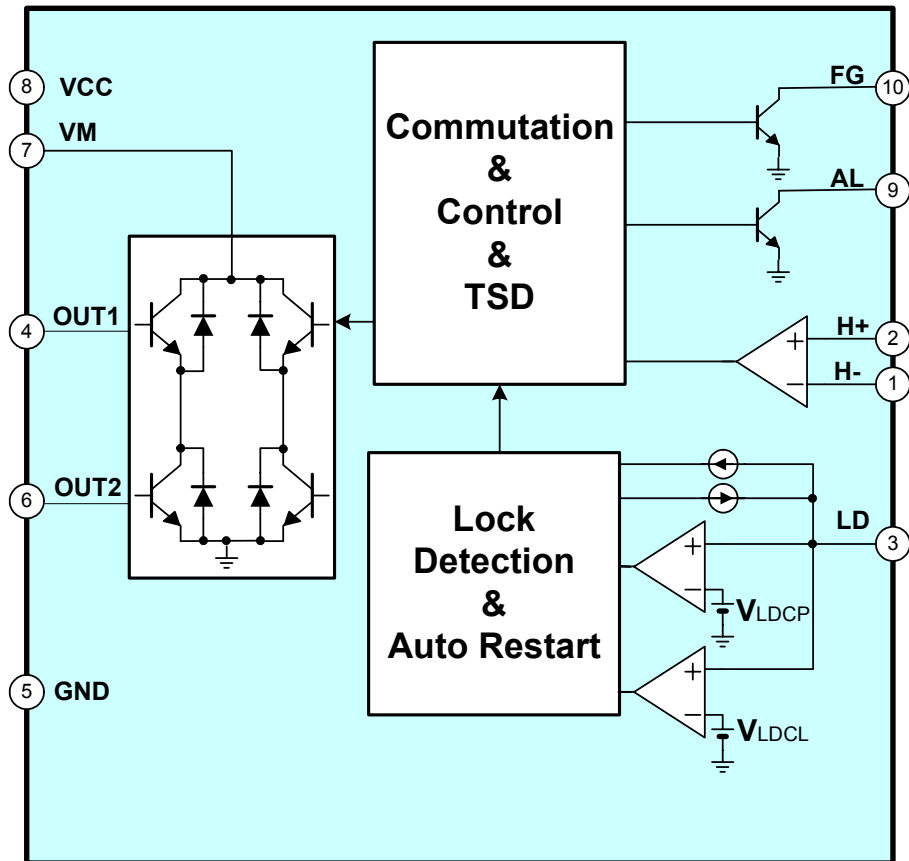 8 VCC
7 VM
4 OUT1
6 OUT2
5 GND
Commutation
&
Control
&
TSD
FG 10
AL 9
H+ 2
H- 1
+
−
Lock
Detection
&
Auto Restart
LD 3
+
−
VLDCP
+
−
VLDCL